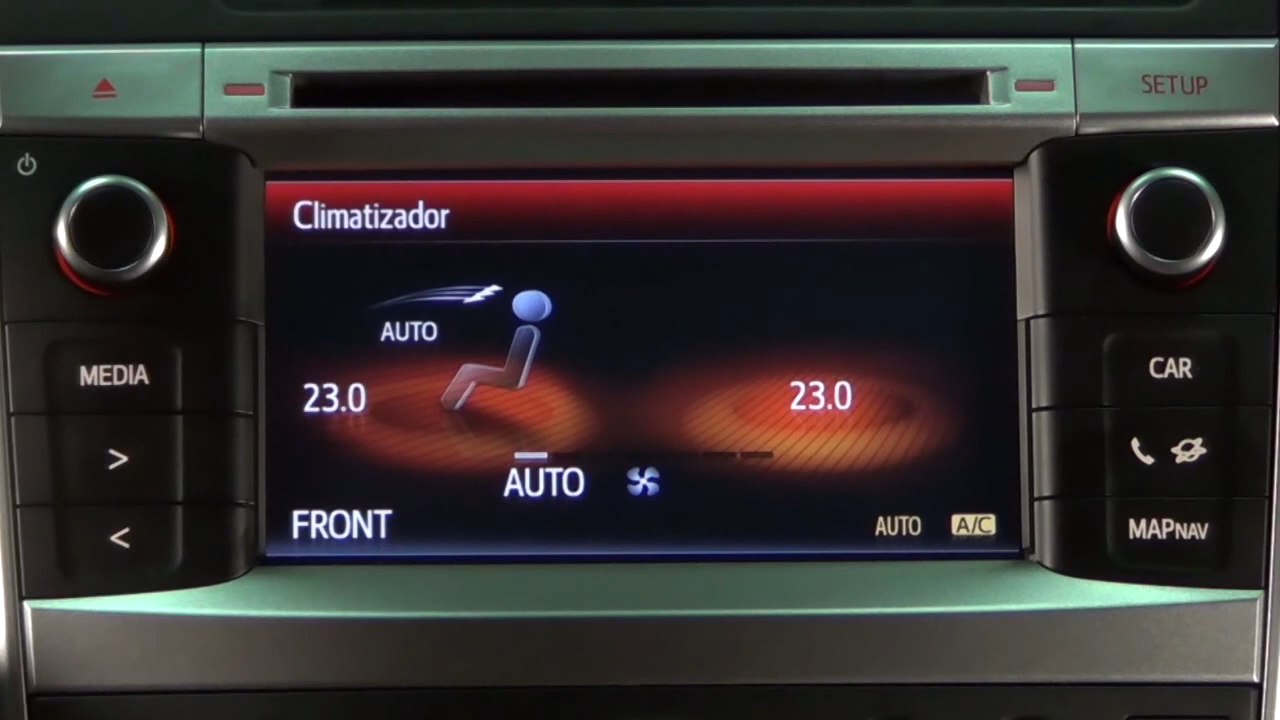 SETUP
Climatizador
AUTO
MEDIA
23.0
23.0
CAR
>
AUTO
<
FRONT
AUTO A/C
MAPNAV